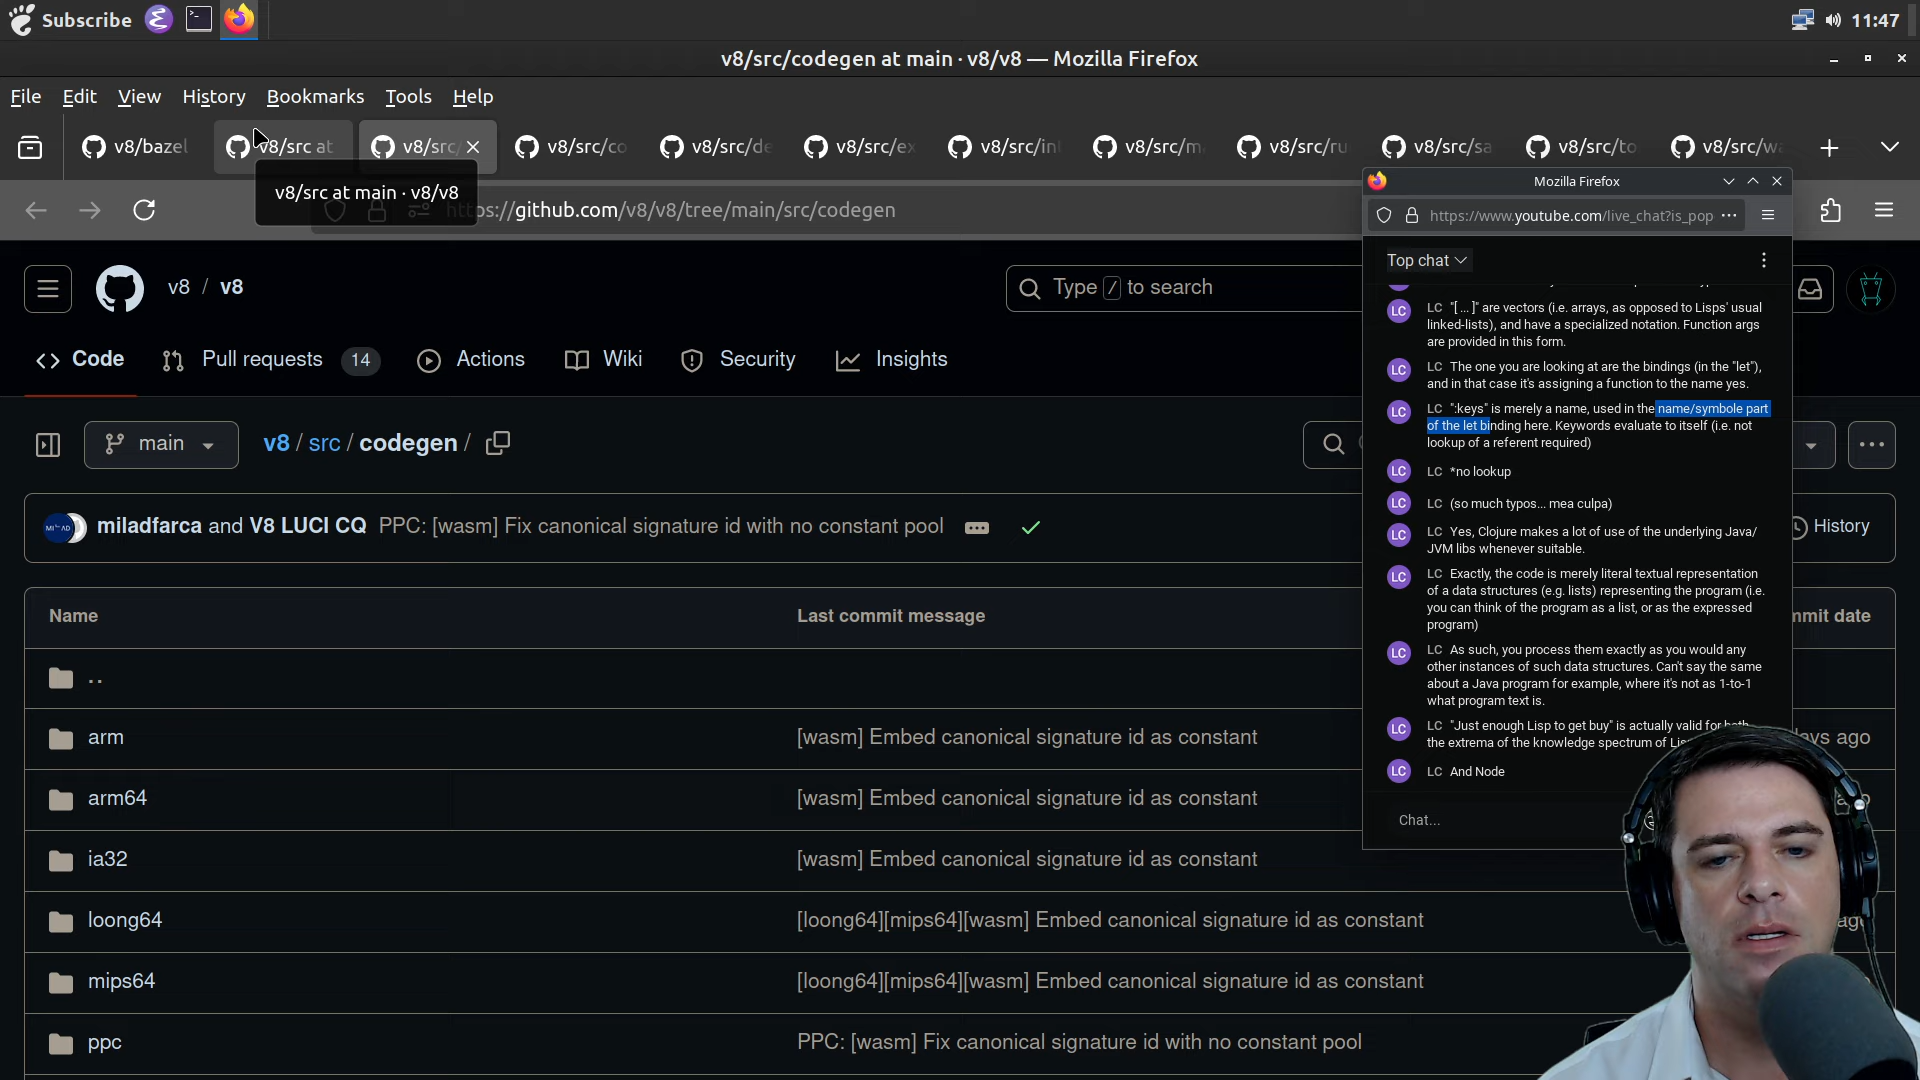 Subscribe
11:47
v8/src/codegen at main · v8/v8 — Mozilla Firefox
File Edit View History Bookmarks Tools Help
v8/bazel
v8/src at
v8/src/
v8/src/co
v8/src/de
v8/src/ex
v8/src/int
v8/src/m
v8/src/ru
v8/src/sa
v8/src/to
v8/src/wa
v8/src at main · v8/v8
https://github.com/v8/v8/tree/main/src/codegen
Mozilla Firefox
https://www.youtube.com/live_chat?is_pop
v8 / v8
Type / to search
Code
Pull requests 14
Actions
Wiki
Security
Insights
main
v8 / src / codegen /
miladfarca and V8 LUCI CQ PPC: [wasm] Fix canonical signature id with no constant pool
History
Name
Last commit message
mmit date
..
arm
[wasm] Embed canonical signature id as constant
days ago
arm64
[wasm] Embed canonical signature id as constant
ia32
[wasm] Embed canonical signature id as constant
loong64
[loong64][mips64][wasm] Embed canonical signature id as constant
mips64
[loong64][mips64][wasm] Embed canonical signature id as constant
ppc
PPC: [wasm] Fix canonical signature id with no constant pool
Top chat
LC LC "[ ... ]" are vectors (i.e. arrays, as opposed to Lisps' usual
linked-lists), and have a specialized notation. Function args
are provided in this form.
LC LC The one you are looking at are the bindings (in the "let"),
and in that case it's assigning a function to the name yes.
LC LC ":keys" is merely a name, used in the name/symbole part
of the let binding here. Keywords evaluate to itself (i.e. not
lookup of a referent required)
LC LC *no lookup
LC LC (so much typos... mea culpa)
LC LC Yes, Clojure makes a lot of use of the underlying Java/
JVM libs whenever suitable.
LC LC Exactly, the code is merely literal textual representation
of a data structures (e.g. lists) representing the program (i.e.
you can think of the program as a list, or as the expressed
program)
LC LC As such, you process them exactly as you would any
other instances of such data structures. Can't say the same
about a Java program for example, where it's not as 1-to-1
what program text is.
LC LC "Just enough Lisp to get buy" is actually valid for both
the extrema of the knowledge spectrum of
LC LC And Node
Chat...